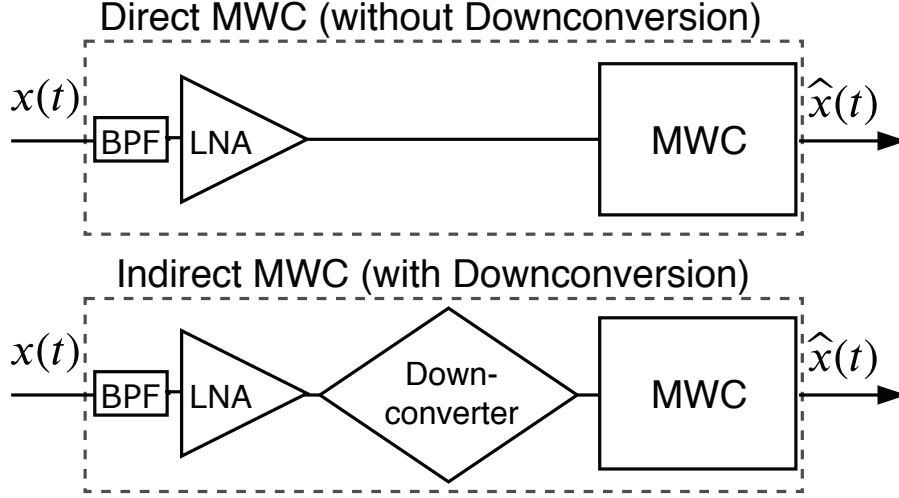 Direct MWC (without Downconversion)
x(t)
BPF
LNA
MWC
x̂(t)
Indirect MWC (with Downconversion)
x(t)
BPF
LNA
Down-
converter
MWC
x̂(t)